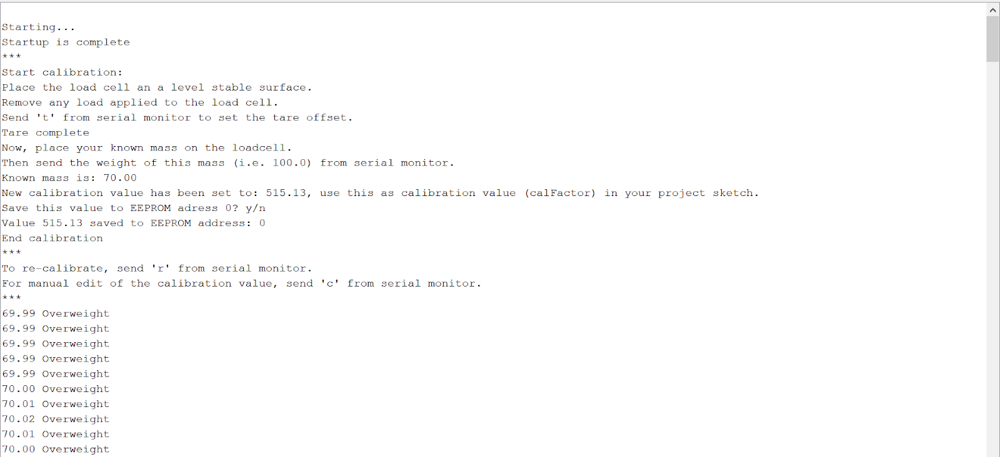 Starting...
Startup is complete
***
Start calibration:
Place the load cell an a level stable surface.
Remove any load applied to the load cell.
Send 't' from serial monitor to set the tare offset.
Tare complete
Now, place your known mass on the loadcell.
Then send the weight of this mass (i.e. 100.0) from serial monitor.
Known mass is: 70.00
New calibration value has been set to: 515.13, use this as calibration value (calFactor) in your project sketch.
Save this value to EEPROM adress 0? y/n
Value 515.13 saved to EEPROM address: 0
End calibration
***
To re-calibrate, send 'r' from serial monitor.
For manual edit of the calibration value, send 'c' from serial monitor.
***
69.99 Overweight
69.99 Overweight
69.99 Overweight
69.99 Overweight
69.99 Overweight
70.00 Overweight
70.01 Overweight
70.02 Overweight
70.01 Overweight
70.00 Overweight